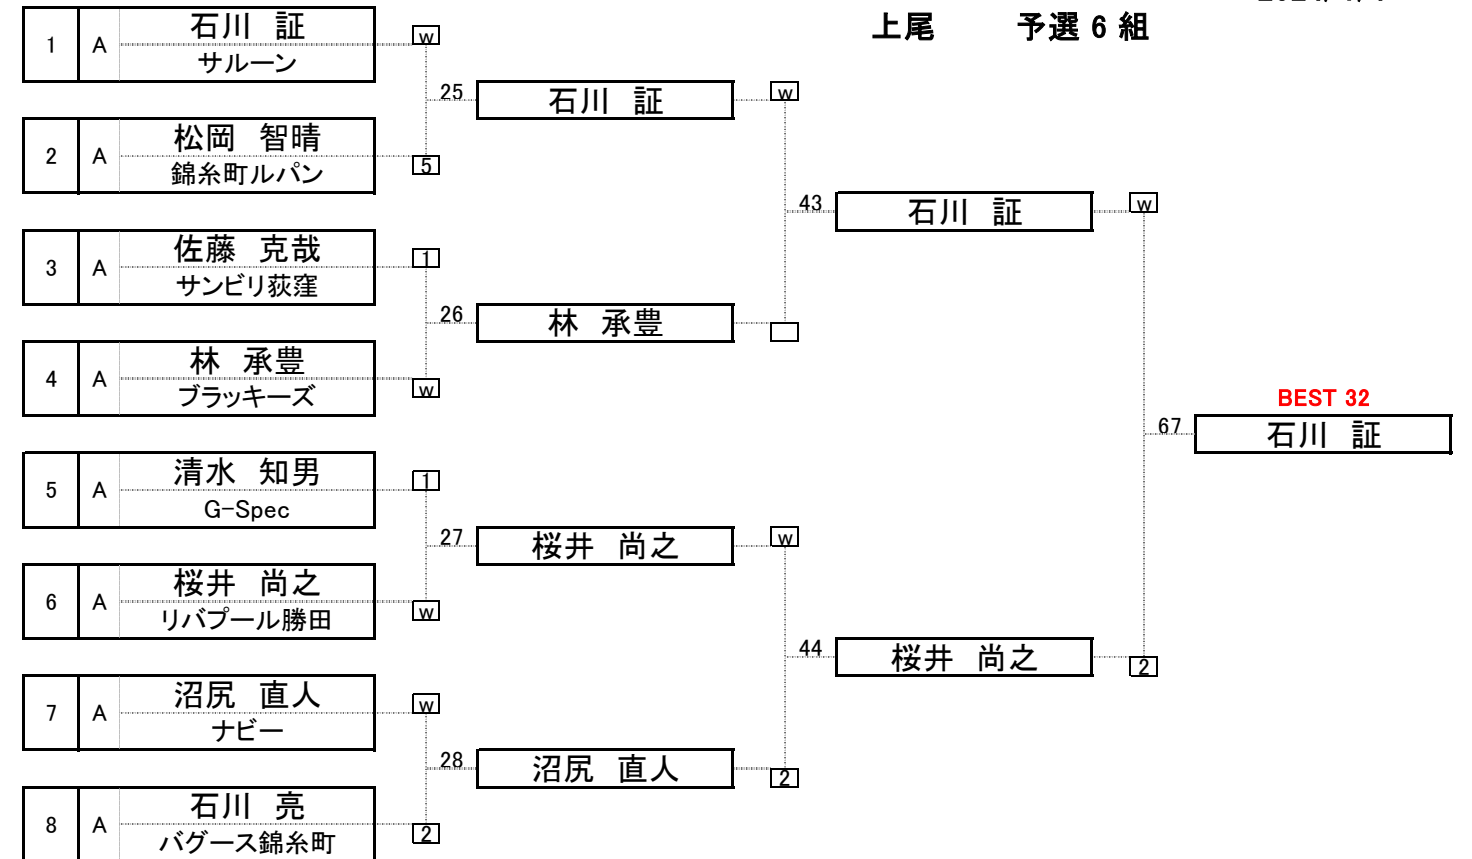 上尾 予選 6 組
1 A 石川 証 w
サルーン
25 石川 証 w
2 A 松岡 智晴 5
錦糸町ルパン
43 石川 証 w
3 A 佐藤 克哉 1
サンビリ荻窪
26 林 承豊
4 A 林 承豊 w
ブラッキーズ
BEST 32
67 石川 証
5 A 清水 知男 1
G-Spec
27 桜井 尚之 w
6 A 桜井 尚之 w
リバプール勝田
44 桜井 尚之 2
7 A 沼尻 直人 w
ナビー
28 沼尻 直人 2
8 A 石川 亮 2
バグース錦糸町